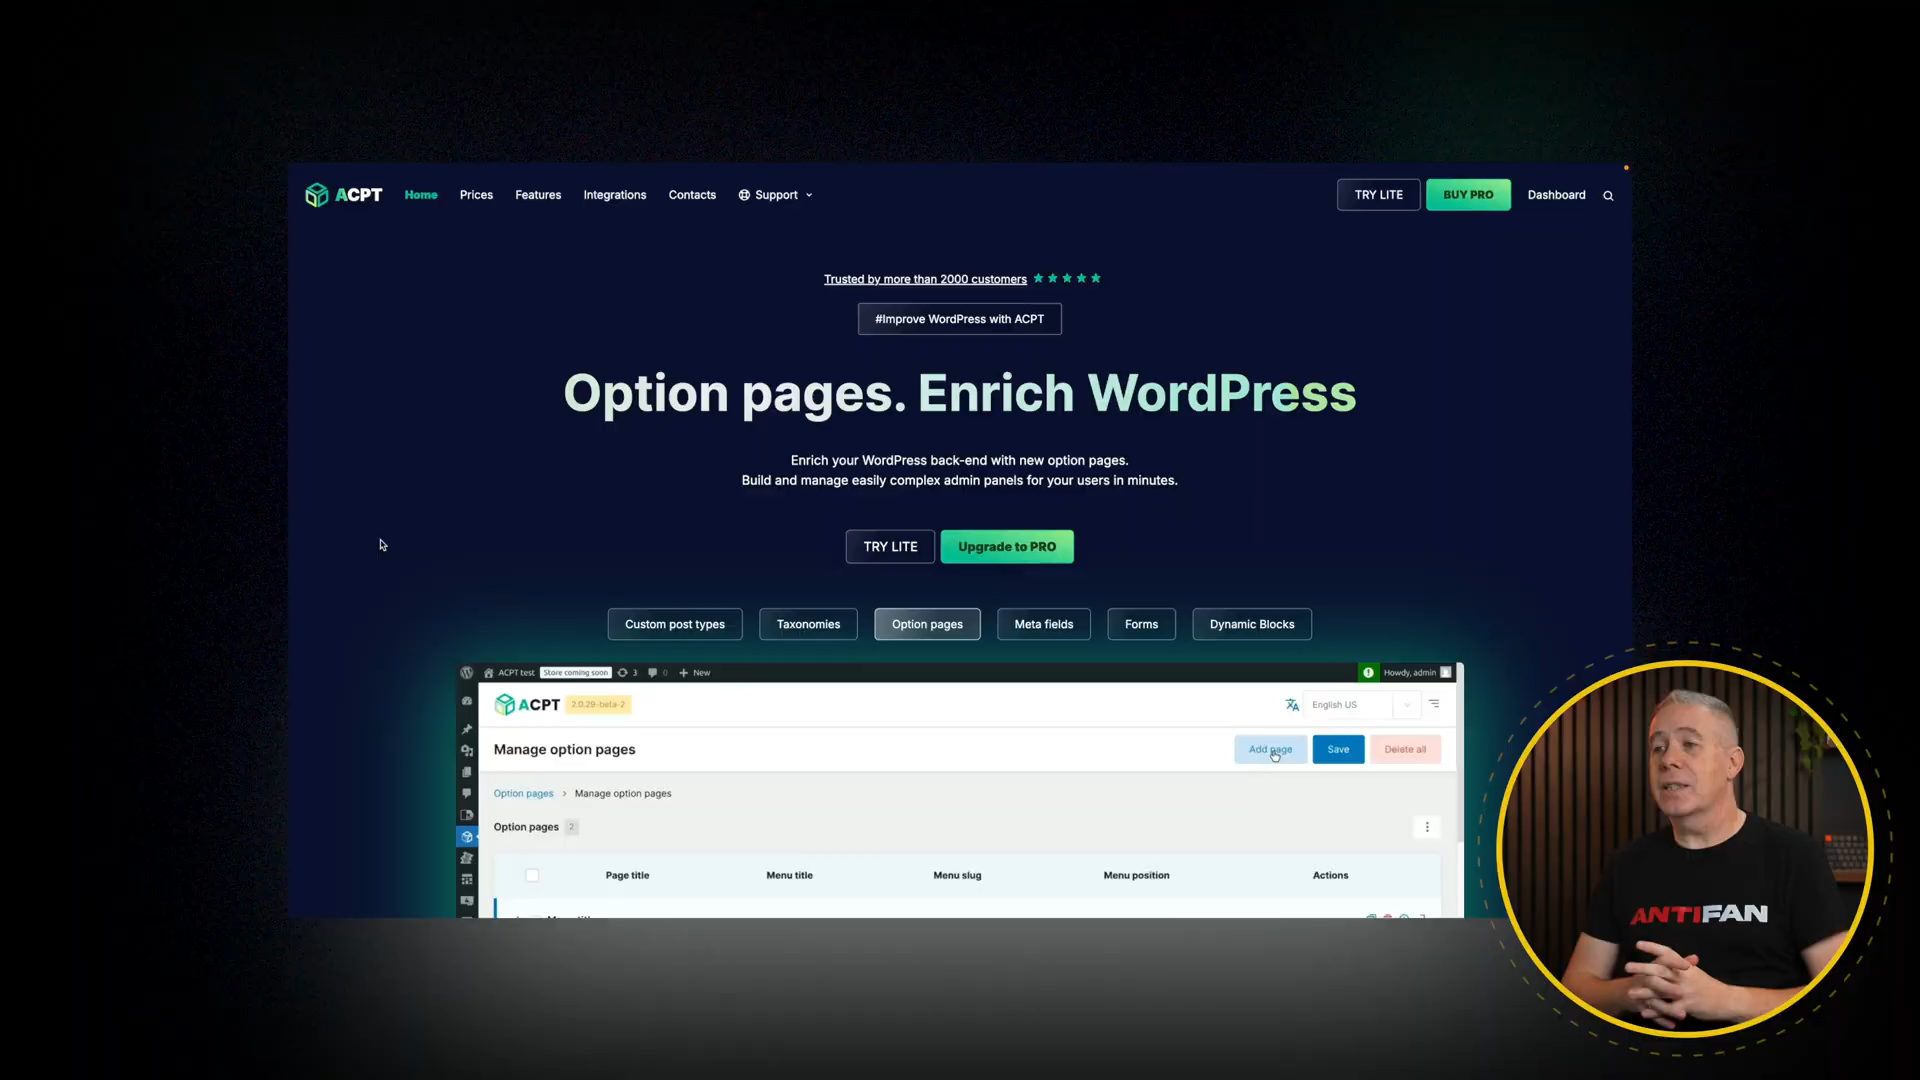 ACPT Home Prices Features Integrations Contacts Support TRY LITE BUY PRO Dashboard
Trusted by more than 2000 customers
#Improve WordPress with ACPT
Option pages. Enrich WordPress
Enrich your WordPress back-end with new option pages.
Build and manage easily complex admin panels for your users in minutes.
TRY LITE Upgrade to PRO
Custom post types Taxonomies Option pages Meta fields Forms Dynamic Blocks
ACPT test Store coming soon 3 0 New Howdy, admin
ACPT 2.0.29-beta-2 English US
Manage option pages Add page Save Delete all
Option pages > Manage option pages
Option pages 2
Page title Menu title Menu slug Menu position Actions
ANTIFAN